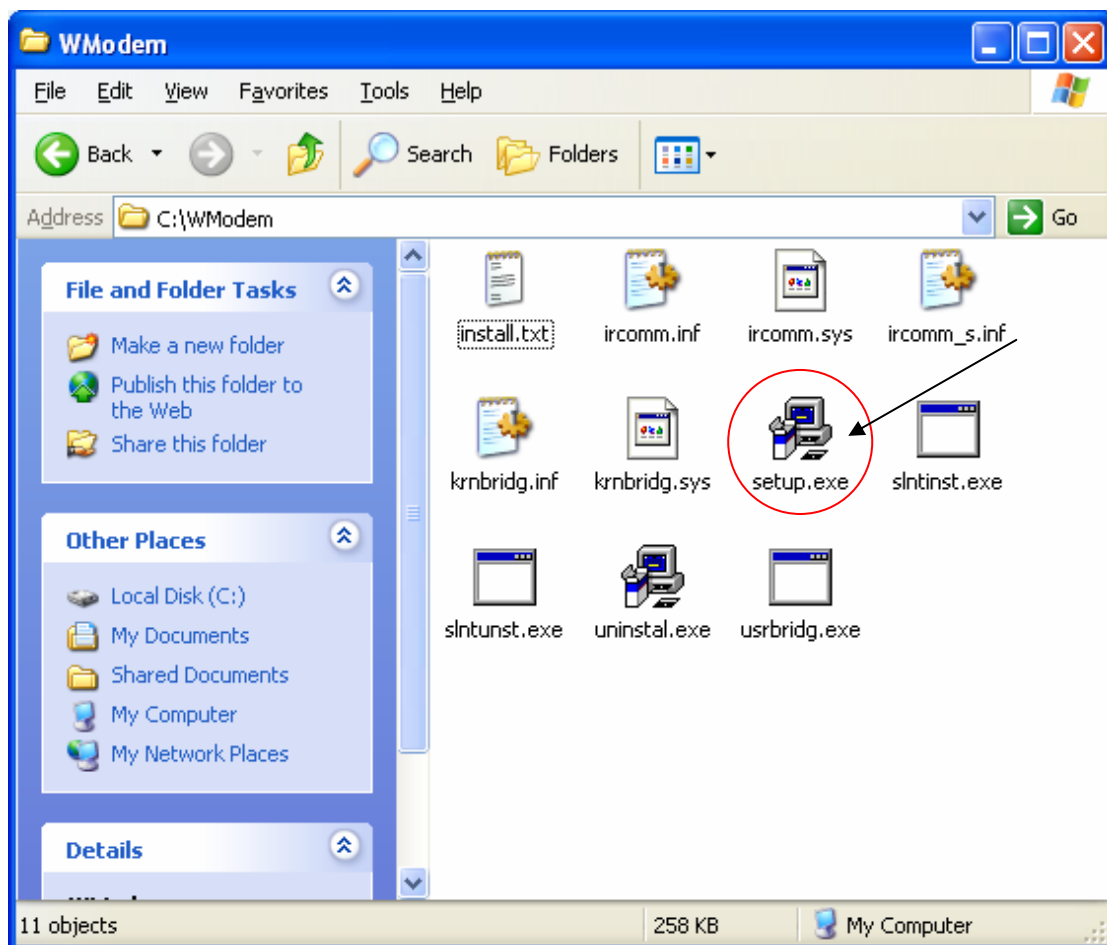 WModem
File Edit View Favorites Tools Help
Back Search Folders
Address C:\WModem Go
File and Folder Tasks
Make a new folder
Publish this folder to
the Web
Share this folder
Other Places
Local Disk (C:)
My Documents
Shared Documents
My Computer
My Network Places
Details
install.txt ircomm.inf ircomm.sys ircomm_s.inf
krnbridg.inf krnbridg.sys setup.exe slntinst.exe
slntunst.exe uninstal.exe usrbridg.exe
11 objects 258 KB My Computer